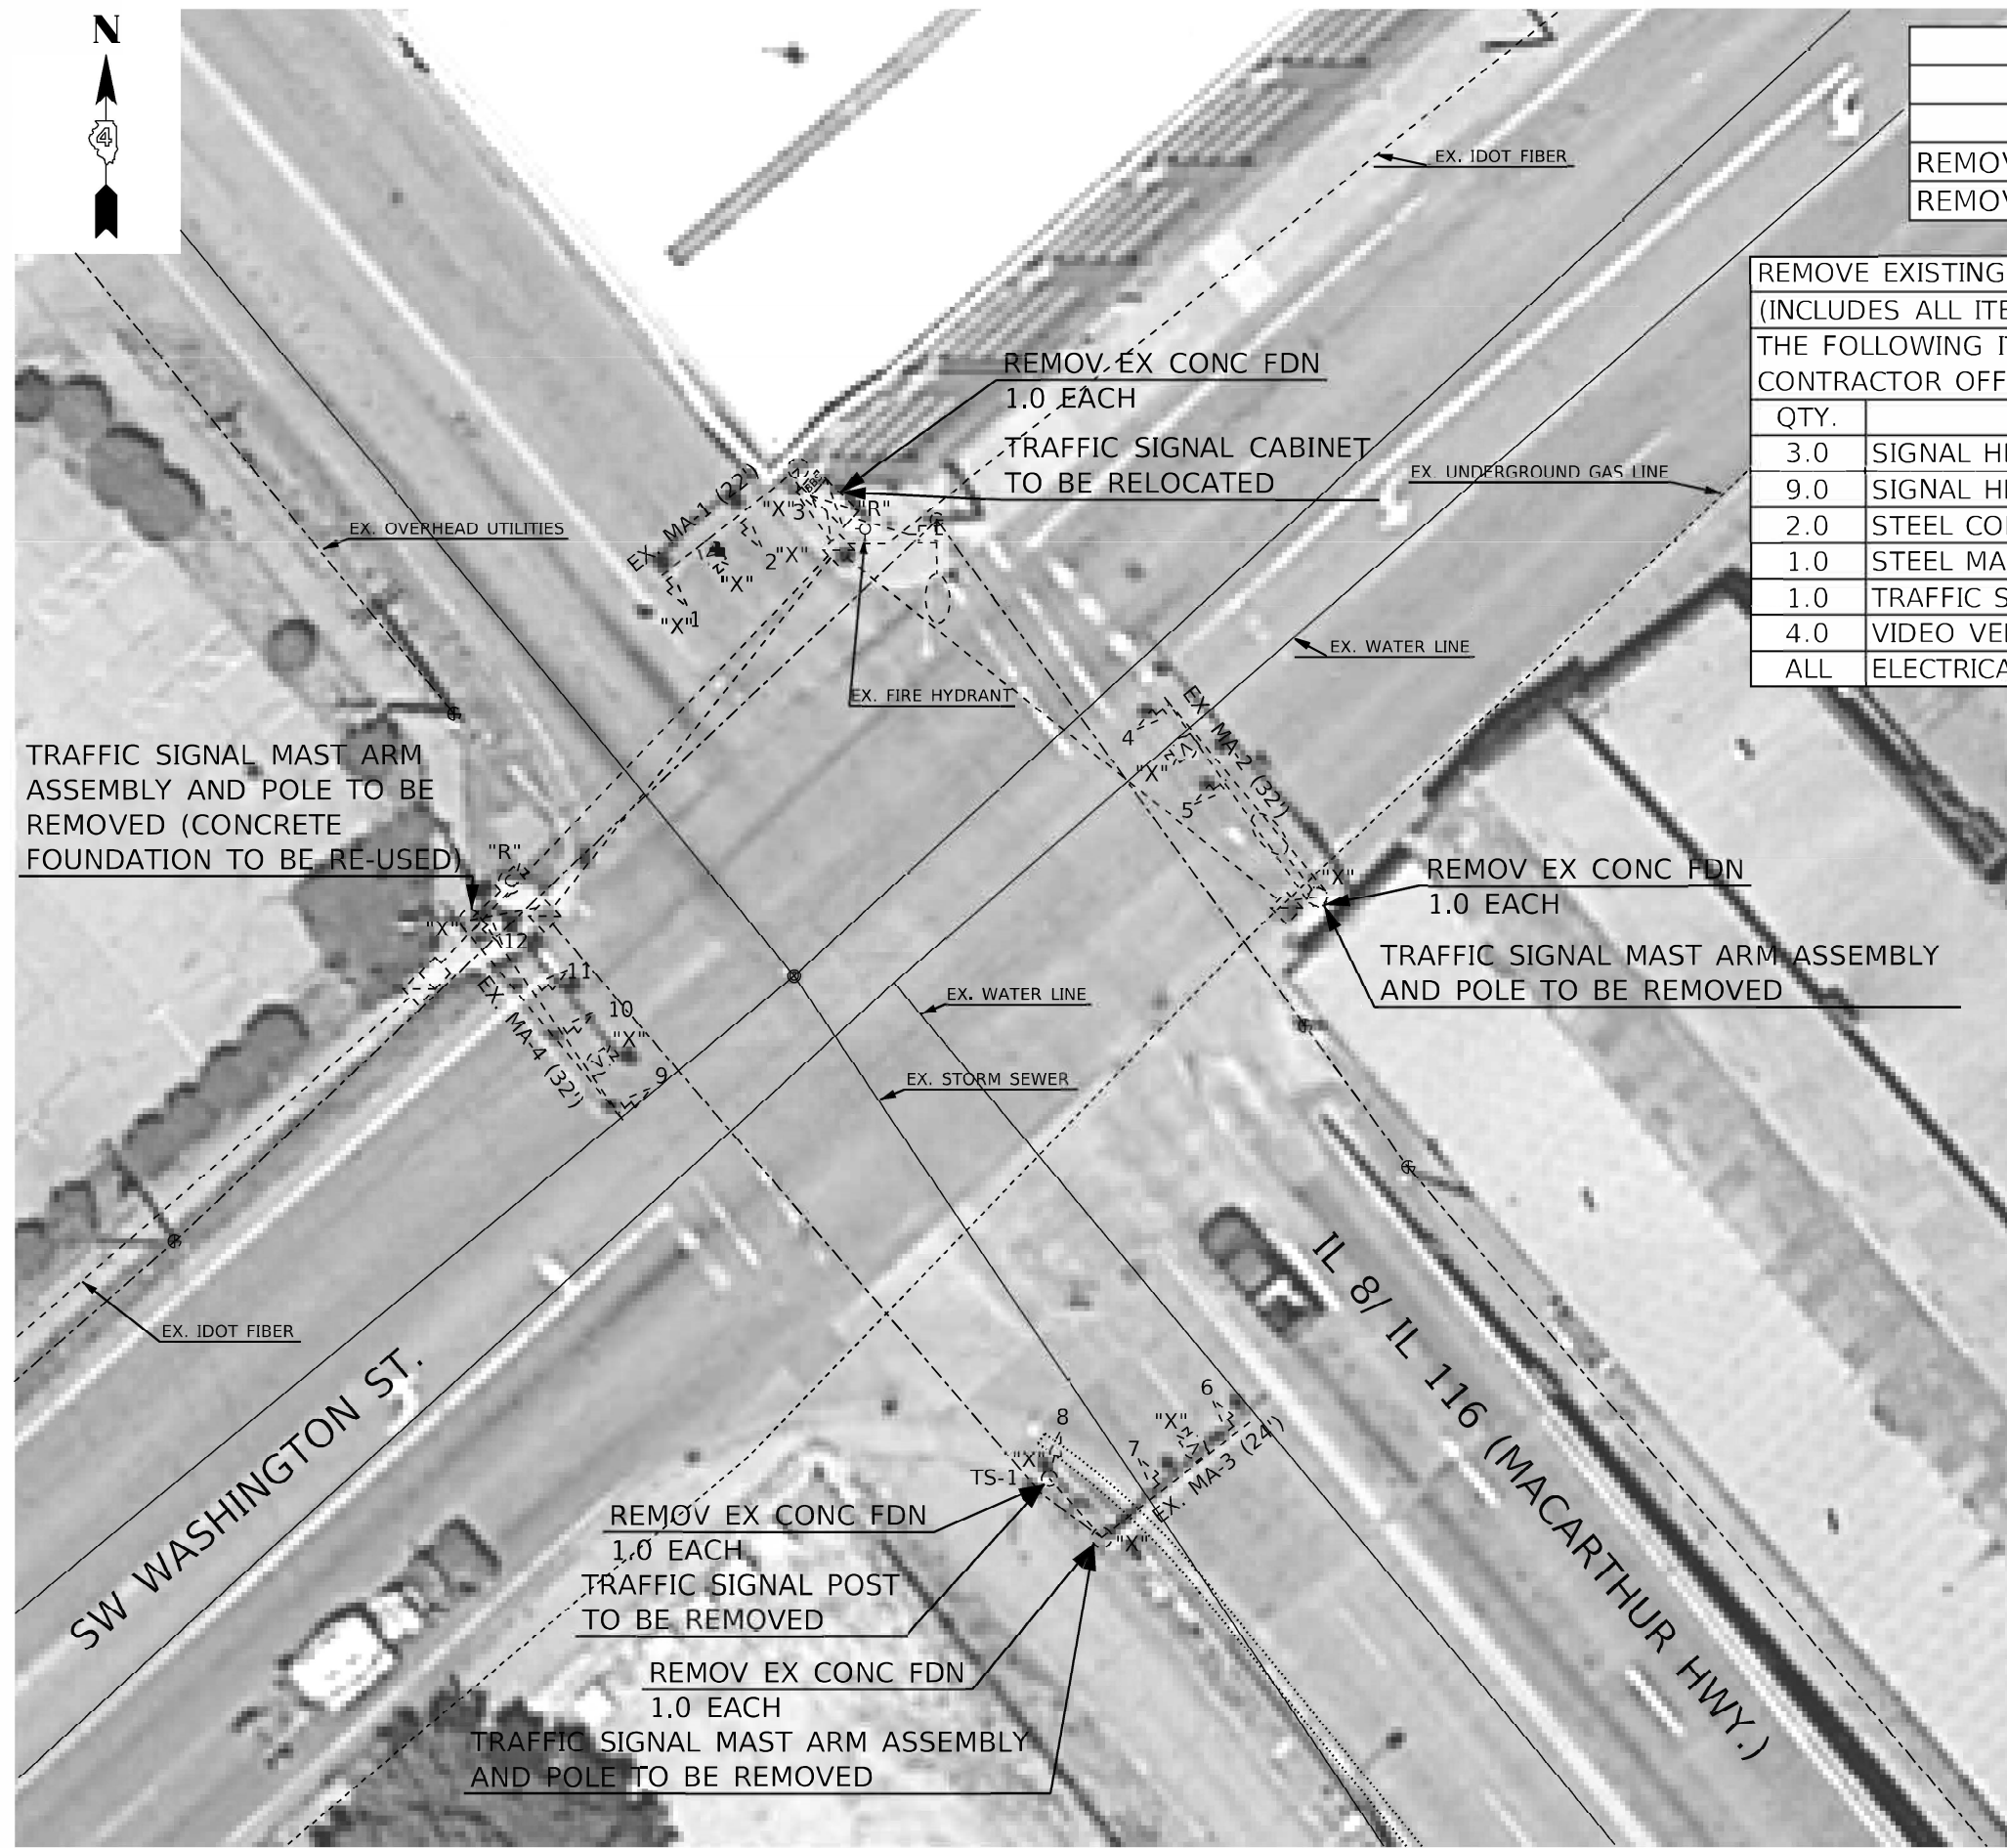 N
4
EX. IDOT FIBER
REMOV EX CONC FDN
1.0 EACH
TRAFFIC SIGNAL CABINET
TO BE RELOCATED
EX. UNDERGROUND GAS LINE
EX. OVERHEAD UTILITIES
EX. MA-1 (22')
"X"
3
"R"
2
"X"
"X"
"X"
1
EX. FIRE HYDRANT
EX. WATER LINE
REMOV
REMOV
REMOVE EXISTING
(INCLUDES ALL ITE
THE FOLLOWING IT
CONTRACTOR OFF
QTY.
3.0 SIGNAL HE
9.0 SIGNAL HE
2.0 STEEL CO
1.0 STEEL MA
1.0 TRAFFIC S
4.0 VIDEO VE
ALL ELECTRICA
EX. MA-2 (32')
4
"X"
5
"X"
TRAFFIC SIGNAL MAST ARM
ASSEMBLY AND POLE TO BE
REMOVED (CONCRETE
FOUNDATION TO BE RE-USED)
"R"
"X"
12
11
10
"X"
9
EX. MA-4 (32')
REMOV EX CONC FDN
1.0 EACH
TRAFFIC SIGNAL MAST ARM ASSEMBLY
AND POLE TO BE REMOVED
EX. WATER LINE
EX. STORM SEWER
EX. IDOT FIBER
SW WASHINGTON ST.
IL 8/ IL 116 (MACARTHUR HWY.)
6
"X"
7
8
"X"
TS-1
EX. MA-3 (24')
"X"
REMOV EX CONC FDN
1.0 EACH
TRAFFIC SIGNAL POST
TO BE REMOVED
REMOV EX CONC FDN
1.0 EACH
TRAFFIC SIGNAL MAST ARM ASSEMBLY
AND POLE TO BE REMOVED